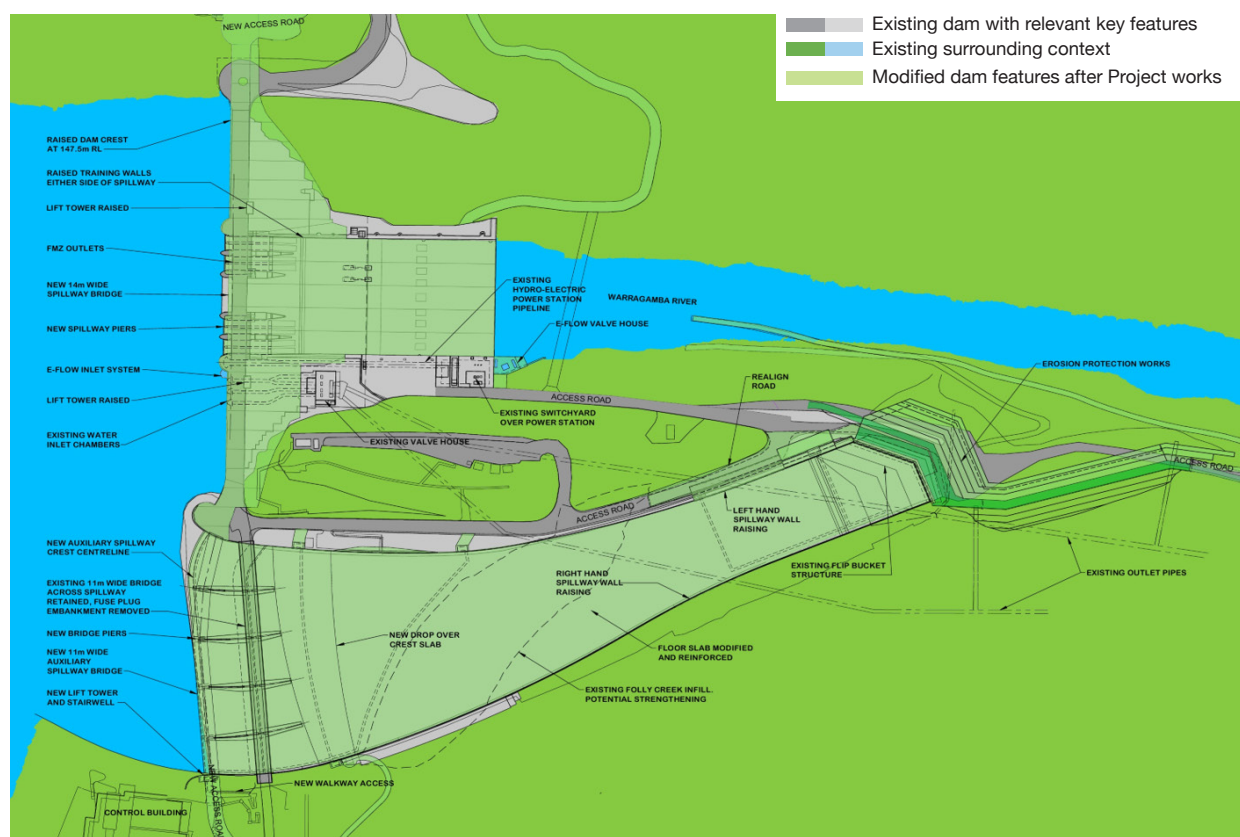 Existing dam with relevant key features
Existing surrounding context
Modified dam features after Project works
NEW ACCESS ROAD
RAISED DAM CREST
AT 147.5m RL
RAISED TRAINING WALLS
EITHER SIDE OF SPILLWAY
LIFT TOWER RAISED
FMZ OUTLETS
NEW 14m WIDE
SPILLWAY BRIDGE
NEW SPILLWAY PIERS
E-FLOW INLET SYSTEM
LIFT TOWER RAISED
EXISTING WATER
INLET CHAMBERS
EXISTING
HYDRO-ELECTRIC
POWER STATION
PIPELINE
WARRAGAMBA RIVER
E-FLOW VALVE HOUSE
EROSION PROTECTION WORKS
REALIGN
ROAD
ACCESS ROAD
EXISTING SWITCHYARD
OVER POWER STATION
EXISTING VALVE HOUSE
ACCESS ROAD
ACCESS ROAD
LEFT HAND
SPILLWAY WALL
RAISING
EXISTING FLIP BUCKET
STRUCTURE
EXISTING OUTLET PIPES
NEW AUXILIARY SPILLWAY
CREST CENTRELINE
EXISTING 11m WIDE BRIDGE
ACROSS SPILLWAY
RETAINED, FUSE PLUG
EMBANKMENT REMOVED
NEW BRIDGE PIERS
NEW 11m WIDE
AUXILIARY
SPILLWAY BRIDGE
NEW LIFT TOWER
AND STAIRWELL
RIGHT HAND
SPILLWAY WALL
RAISING
NEW DROP OVER
CREST SLAB
FLOOR SLAB MODIFIED
AND REINFORCED
EXISTING FOLLY CREEK INFILL.
POTENTIAL STRENGTHENING
NEW WALKWAY ACCESS
CONTROL BUILDING
NEW ACCESS ROAD